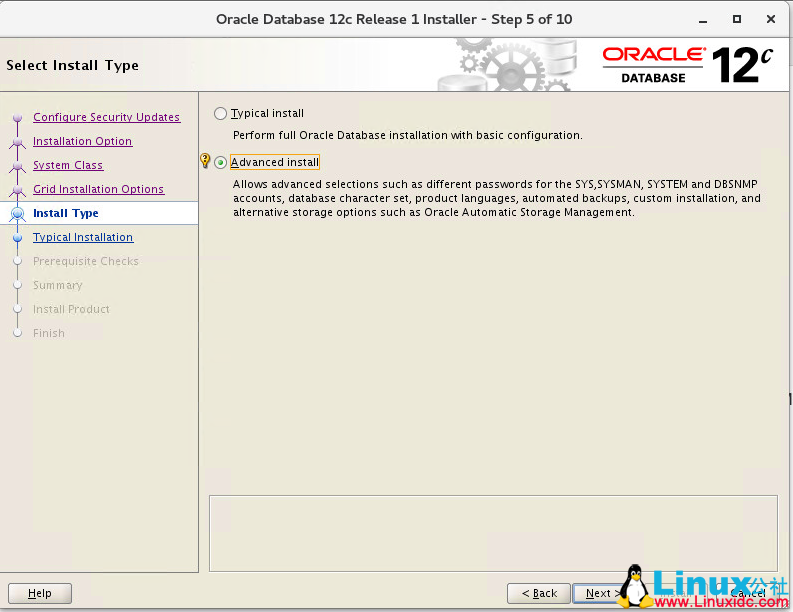 Oracle Database 12c Release 1 Installer - Step 5 of 10
Select Install Type
ORACLE®
DATABASE
12c
Configure Security Updates
Installation Option
System Class
Grid Installation Options
Install Type
Typical Installation
Prerequisite Checks
Summary
Install Product
Finish
Typical install
Perform full Oracle Database installation with basic configuration.
Advanced install
Allows advanced selections such as different passwords for the SYS,SYSMAN, SYSTEM and DBSNMP
accounts, database character set, product languages, automated backups, custom installation, and
alternative storage options such as Oracle Automatic Storage Management.
Help
< Back
Next >
Cancel
Linux公社
www.Linuxidc.com